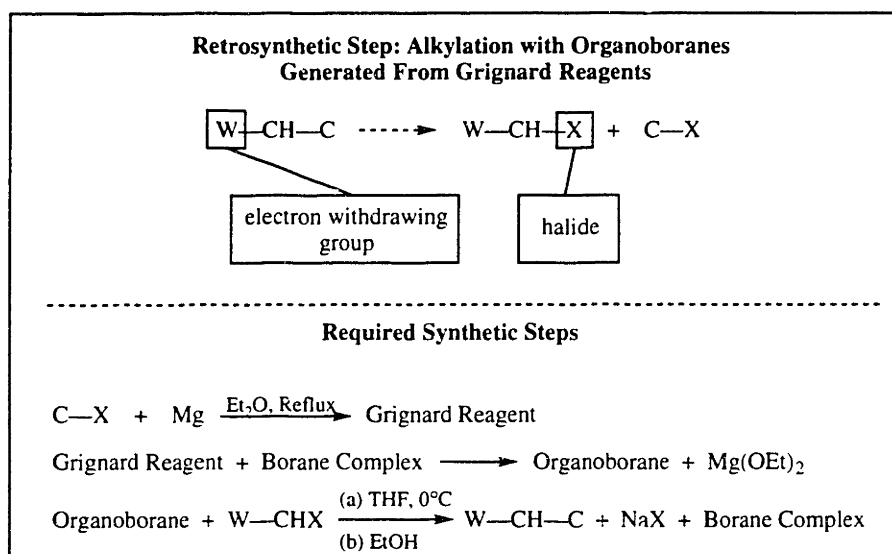 Retrosynthetic Step: Alkylation with Organoboranes
Generated From Grignard Reagents
W—CH—C ----► W—CH—X + C—X
electron withdrawing
group
halide
Required Synthetic Steps
C—X + Mg Et₂O, Reflux → Grignard Reagent
Grignard Reagent + Borane Complex → Organoborane + Mg(OEt)₂
(a) THF, 0°C
Organoborane + W—CHX → W—CH—C + NaX + Borane Complex
(b) EtOH